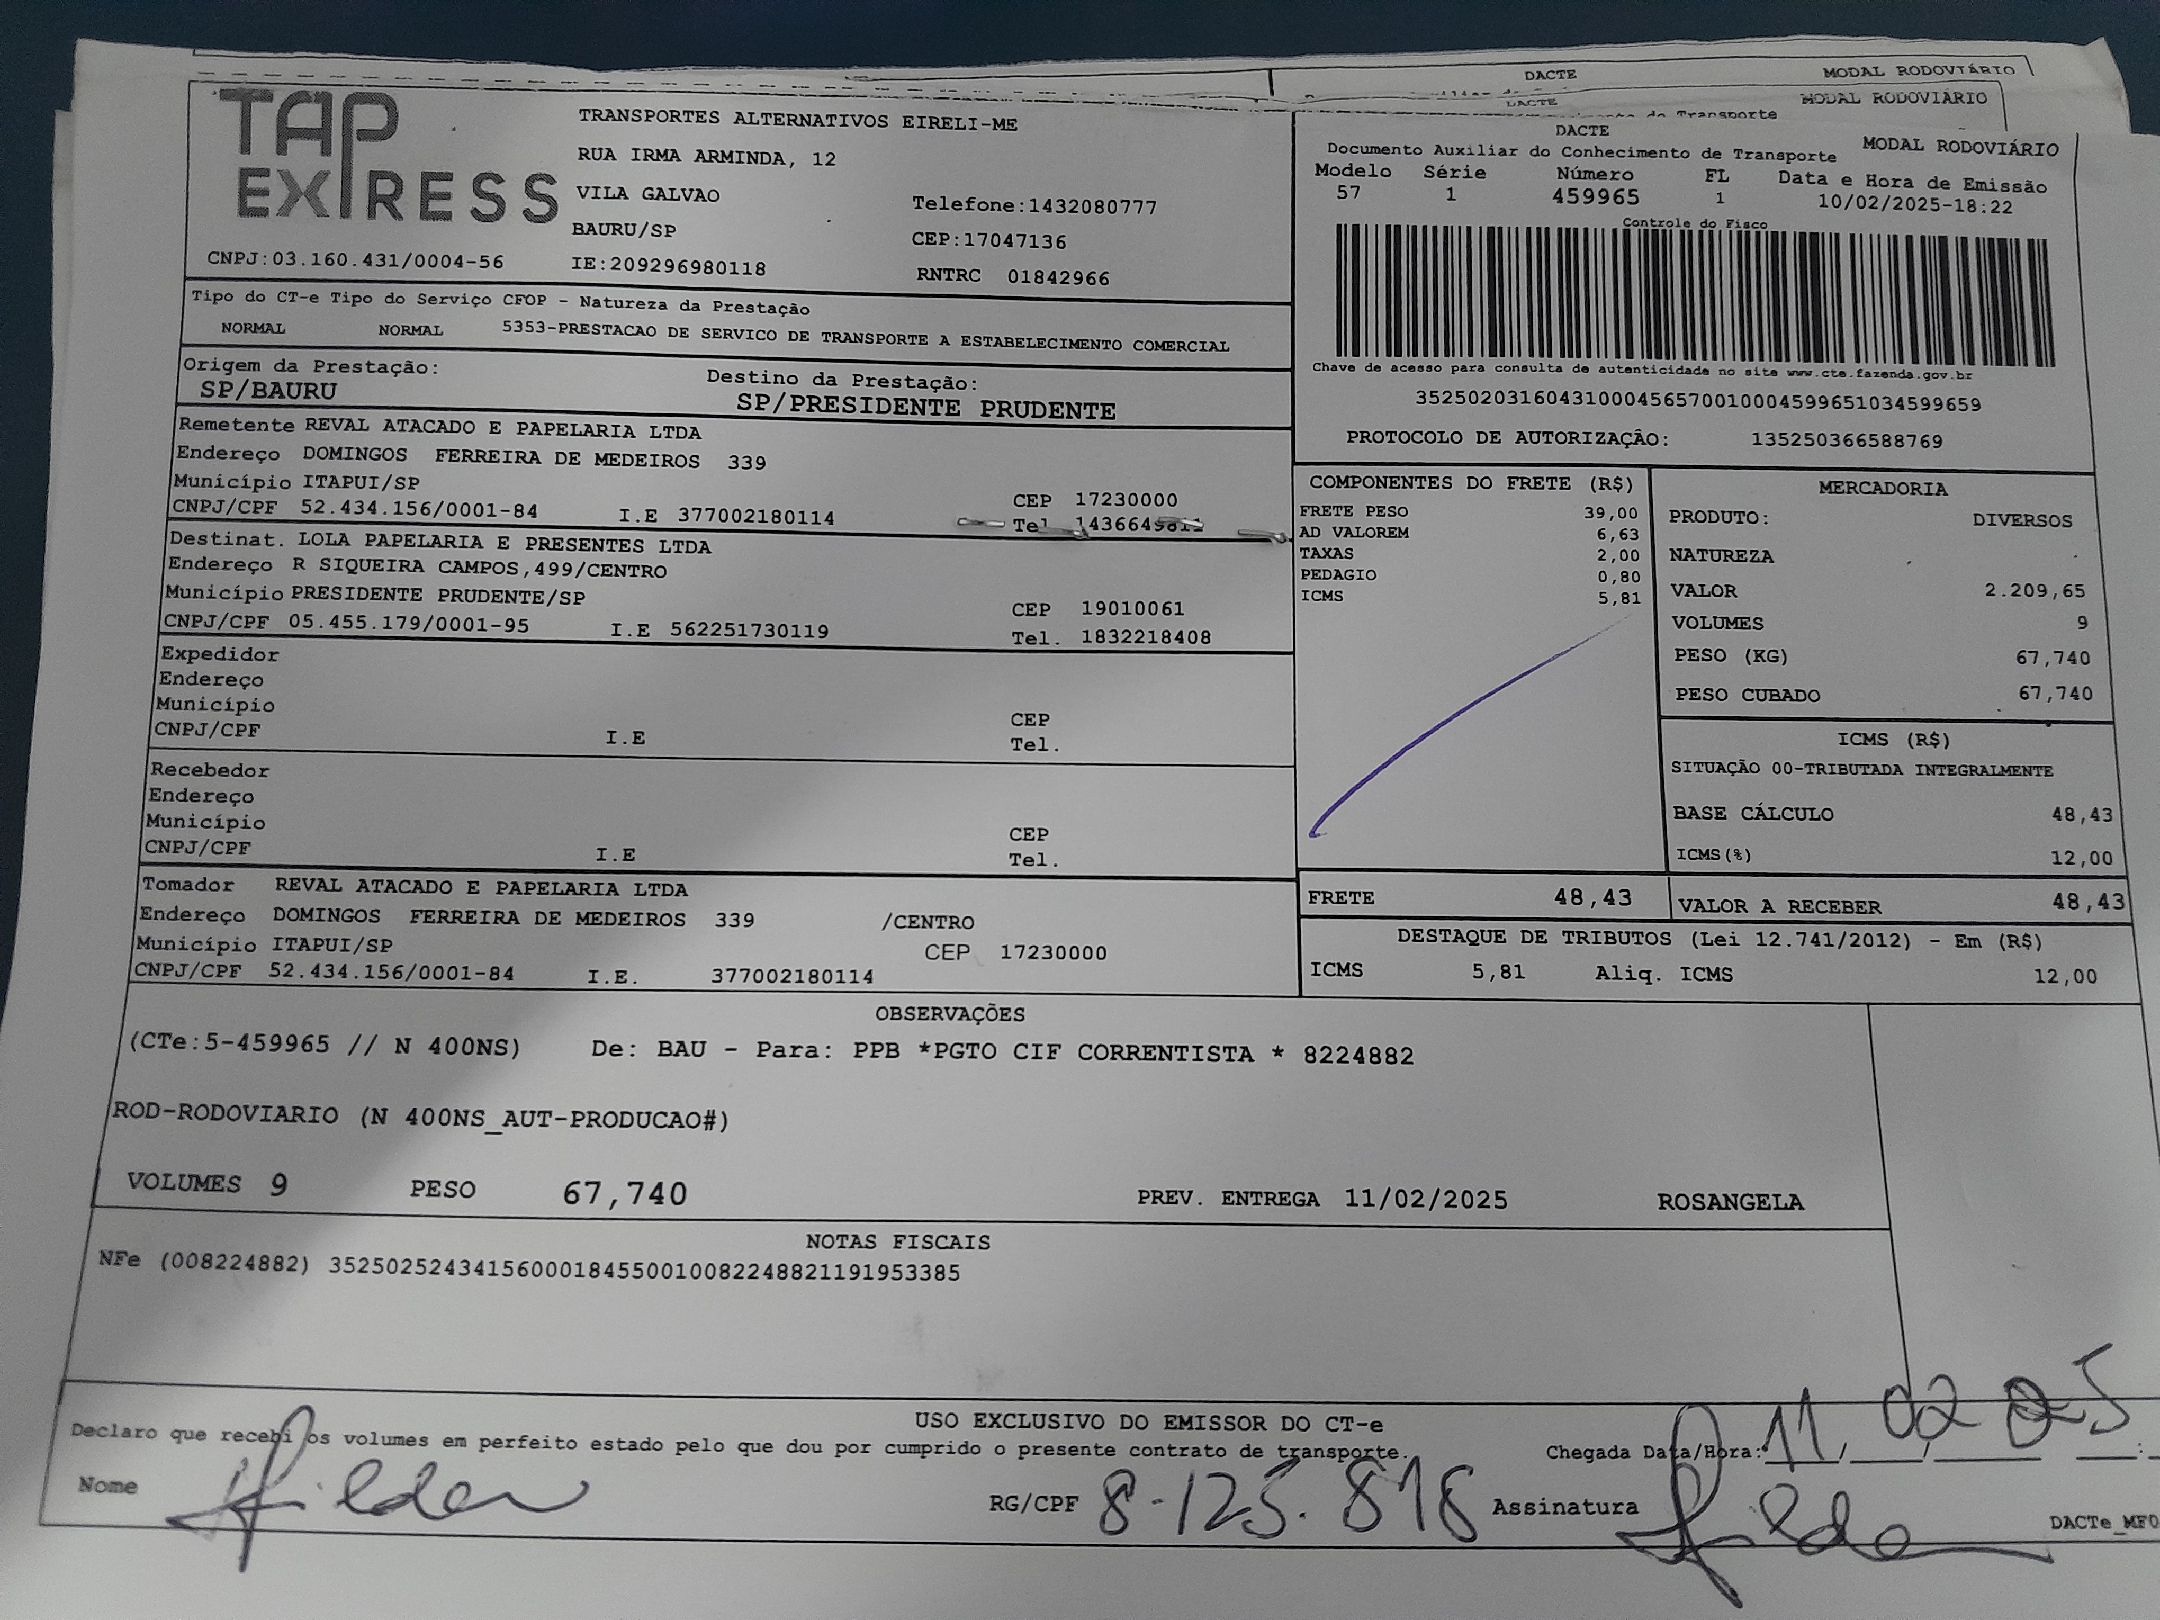 DACTE
MODAL RODOVIÁRIO
DACTE
MODAL RODOVIÁRIO
de Transporte
TAP EXPRESS
TRANSPORTES ALTERNATIVOS EIRELI-ME
RUA IRMA ARMINDA, 12
VILA GALVAO
Telefone:1432080777
BAURU/SP
CEP:17047136
CNPJ:03.160.431/0004-56
IE:209296980118
RNTRC 01842966
DACTE
MODAL RODOVIÁRIO
Documento Auxiliar do Conhecimento de Transporte
Modelo Série Número FL Data e Hora de Emissão
57 1 459965 1 10/02/2025-18:22
Controle do Fisco
Chave de acesso para consulta de autenticidade no site www.cte.fazenda.gov.br
35250203160431000456570010004599651034599659
PROTOCOLO DE AUTORIZAÇÃO: 135250366588769
Tipo do CT-e Tipo do Serviço CFOP - Natureza da Prestação
NORMAL NORMAL 5353-PRESTACAO DE SERVICO DE TRANSPORTE A ESTABELECIMENTO COMERCIAL
Origem da Prestação: Destino da Prestação:
SP/BAURU SP/PRESIDENTE PRUDENTE
Remetente REVAL ATACADO E PAPELARIA LTDA
Endereço DOMINGOS FERREIRA DE MEDEIROS 339
Município ITAPUI/SP CEP 17230000
CNPJ/CPF 52.434.156/0001-84 I.E 377002180114 Tel
Destinat. LOLA PAPELARIA E PRESENTES LTDA
Endereço R SIQUEIRA CAMPOS,499/CENTRO
Município PRESIDENTE PRUDENTE/SP CEP 19010061
CNPJ/CPF 05.455.179/0001-95 I.E 562251730119 Tel. 1832218408
Expedidor
Endereço
Município CEP
CNPJ/CPF I.E Tel.
Recebedor
Endereço
Município CEP
CNPJ/CPF I.E Tel.
Tomador REVAL ATACADO E PAPELARIA LTDA
Endereço DOMINGOS FERREIRA DE MEDEIROS 339 /CENTRO
Município ITAPUI/SP CEP 17230000
CNPJ/CPF 52.434.156/0001-84 I.E. 377002180114
COMPONENTES DO FRETE (R$)
FRETE PESO 39,00
AD VALOREM 6,63
TAXAS 2,00
PEDAGIO 0,80
ICMS 5,81
MERCADORIA
PRODUTO: DIVERSOS
NATUREZA
VALOR 2.209,65
VOLUMES 9
PESO (KG) 67,740
PESO CUBADO 67,740
ICMS (R$)
SITUAÇÃO 00-TRIBUTADA INTEGRALMENTE
BASE CÁLCULO 48,43
ICMS(%) 12,00
FRETE 48,43 VALOR A RECEBER 48,43
DESTAQUE DE TRIBUTOS (Lei 12.741/2012) - Em (R$)
ICMS 5,81 Aliq. ICMS 12,00
OBSERVAÇÕES
(CTe:5-459965 // N 400NS) De: BAU - Para: PPB *PGTO CIF CORRENTISTA * 8224882
ROD-RODOVIARIO (N 400NS_AUT-PRODUCAO#)
VOLUMES 9 PESO 67,740 PREV. ENTREGA 11/02/2025 ROSANGELA
NOTAS FISCAIS
NFe (008224882) 35250252434156000184550010082248821191953385
USO EXCLUSIVO DO EMISSOR DO CT-e
Declaro que recebi os volumes em perfeito estado pelo que dou por cumprido o presente contrato de transporte.
Chegada Data/Hora: 11/02
Nome
RG/CPF 8.123.818 Assinatura
DACTe_MF0